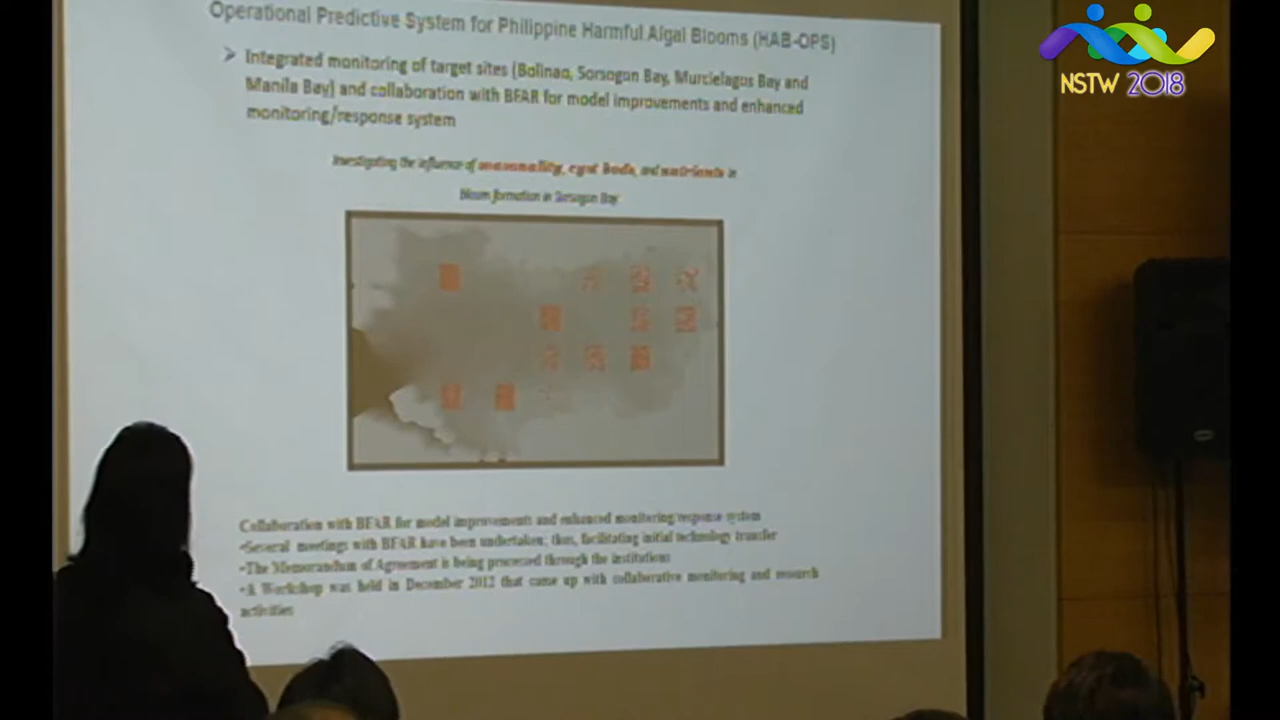 Operational Predictive System for Philippine Harmful Algal Blooms (HAB-OPS)
NSTW 2018
➢ Integrated monitoring of target sites (Bolinao, Sorsogon Bay, Murcielagos Bay and
Manila Bay) and collaboration with BFAR for model improvements and enhanced
monitoring/response system
Investigating the influence of seasonality, cyst beds, and nutrients in
bloom formation in Sorsogon Bay
Collaboration with BFAR for model improvements and enhanced monitoring/response system
•Several meetings with BFAR have been undertaken; thus, facilitating initial technology transfer
•The Memorandum of Agreement is being processed through the institutions
•A Workshop was held in December 2012 that came up with collaborative monitoring and research
activities